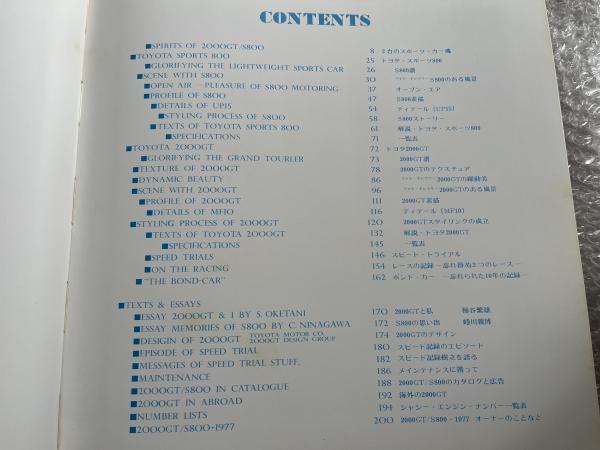 CONTENTS
■SPIRITS OF 2000GT/S800 8 2台のスポーツ・カー魂
■TOYOTA SPORTS 800 25 トヨタ・スポーツ800
■GLORIFYING THE LIGHTWEIGHT SPORTS CAR 26 S800讃
■SCENE WITH S800 30 S800のある風景
■OPEN AIR—PLEASURE OF S800 MOTORING 37 オープン・エア
■PROFILE OF S800 47 S800素描
■DETAILS OF UP15 54 ディテール〔UP15〕
■STYLING PROCESS OF S800 58 S800ストーリー
■TEXTS OF TOYOTA SPORTS 800 61 解説・トヨタ・スポーツ800
■SPECIFICATIONS 71 一覧表
■TOYOTA 2000GT 72 トヨタ2000GT
■GLORIFYING THE GRAND TOURLER 73 2000GT讃
■TEXTURE OF 2000GT 78 2000GTのテクスチュア
■DYNAMIC BEAUTY 86 2000GTの躍動美
■SCENE WITH 2000GT 96 2000GTのある風景
■PROFILE OF 2000GT 111 2000GT素描
■DETAILS OF MF10 116 ディテール〔MF10〕
■STYLING PROCESS OF 2000GT 120 2000GTスタイリングの成立
■TEXTS OF TOYOTA 2000GT 132 解説・トヨタ2000GT
■SPECIFICATIONS 145 一覧表
■SPEED TRIALS 146 スピード・トライアル
■ON THE RACING 154 レースの記録—忘れ得ぬ2つのレース—
■"THE BOND-CAR" 162 ボンド・カー —忘れられた10年の記録—
■TEXTS & ESSAYS
■ESSAY 2000GT & I BY S. OKETANI 170 2000GTと私 桶谷繁雄
■ESSAY MEMORIES OF S800 BY C. NINAGAWA 172 S800の思い出 蜷川親博
■DESIGIN OF 2000GT TOYOTA MOTOR CO. 2000GT DESIGN GROUP 174 2000GTのデザイン
■EPISODE OF SPEED TRIAL 180 スピード記録のエピソード
■MESSAGES OF SPEED TRIAL STUFF. 182 スピード記録樹立を語る
■MAINTENANCE 186 メインテナンスに携って
■2000GT/S800 IN CATALOGUE 188 2000GT/S800のカタログと広告
■2000GT IN ABROAD 192 海外の2000GT
■NUMBER LISTS 194 シャシー・エンジン・ナンバー一覧表
■2000GT/S800・1977 200 2000GT/S800・1977 オーナーのことなど